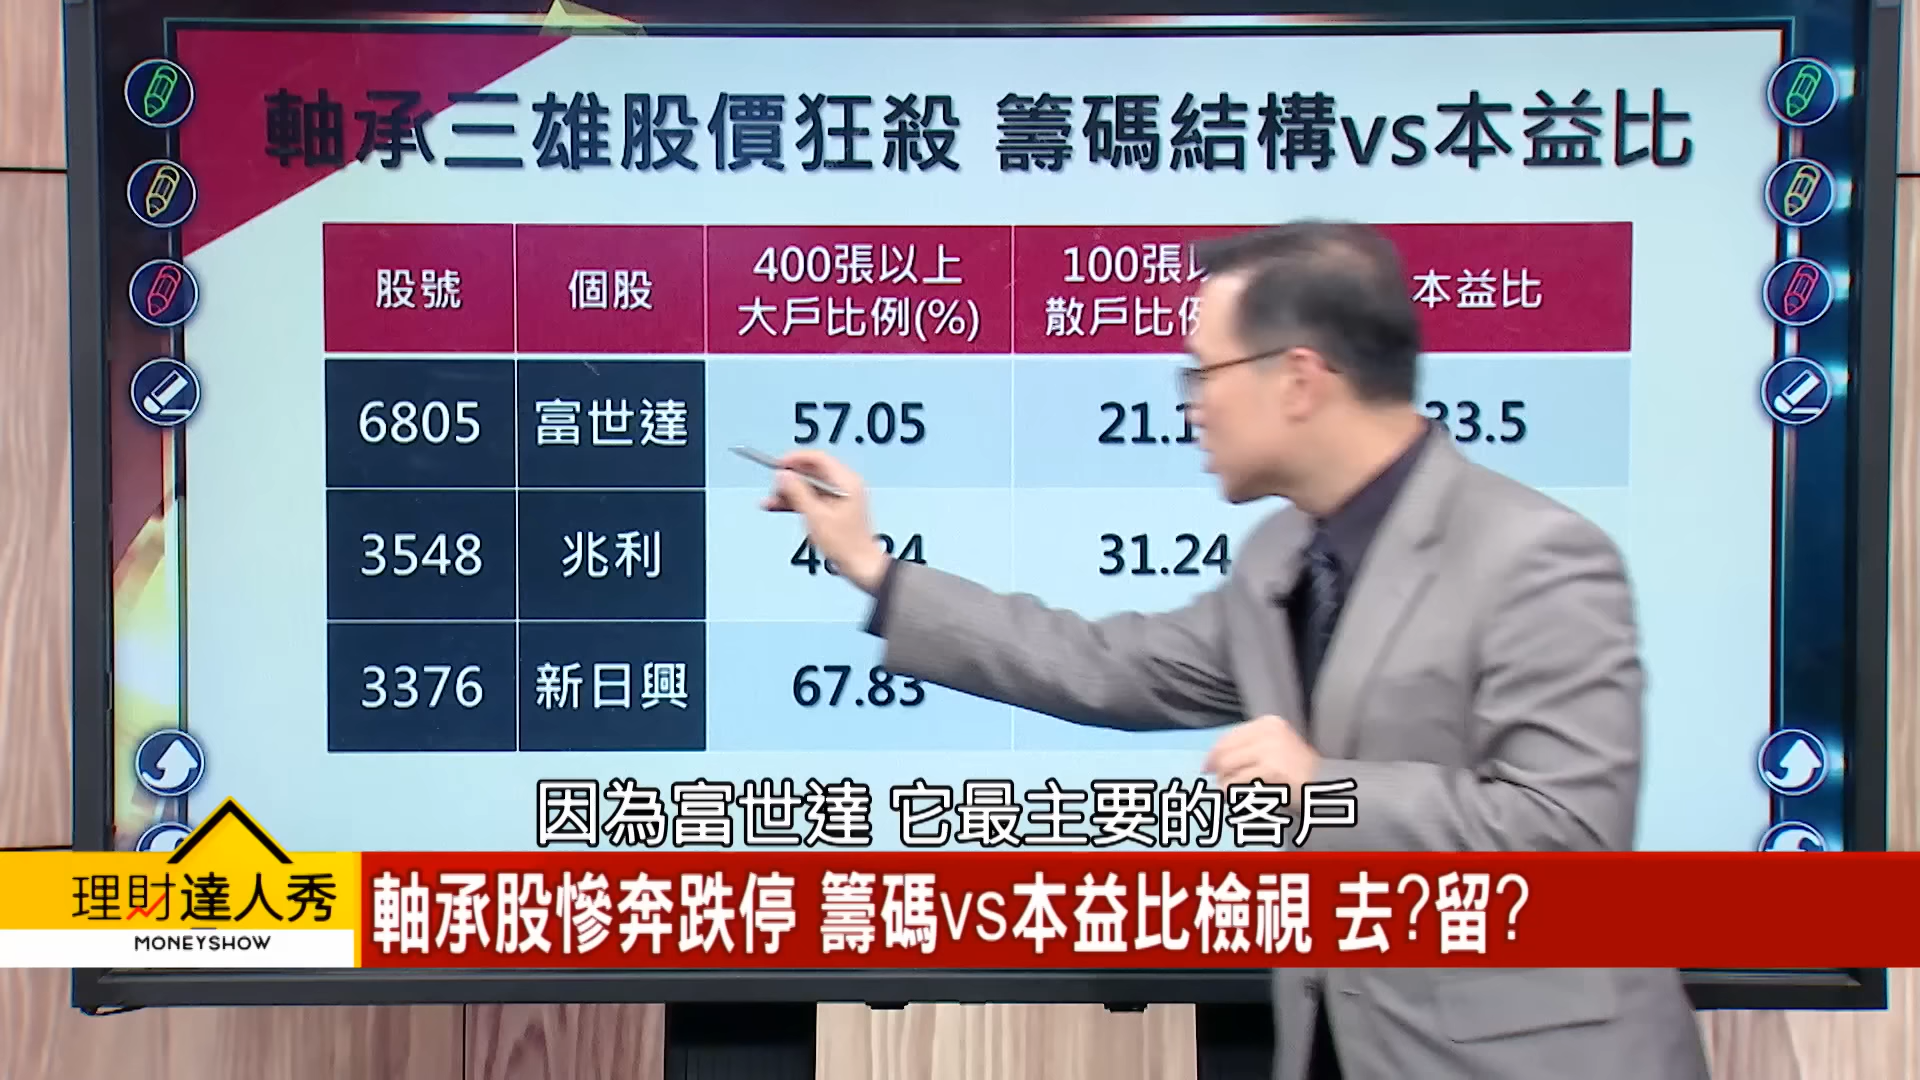 軸承三雄股價狂殺 籌碼結構vs本益比
股號 個股 400張以上 大戶比例(%) 100張 散戶比 本益比
6805 富世達 57.05 21.1 33.5
3548 兆利 31.24
3376 新日興 67.83
因為富世達 它最主要的客戶
理財達人秀
MONEYSHOW
軸承股慘奔跌停 籌碼vs本益比檢視 去?留?